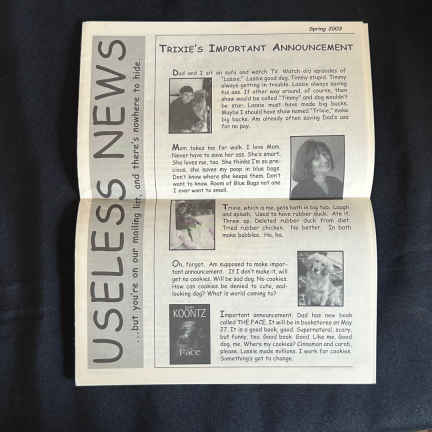 Spring 2003
USELESS NEWS
...but you're on our mailing list, and there's nowhere to hide.
TRIXIE'S IMPORTANT ANNOUNCEMENT
Dad and I sit on sofa and watch TV. Watch old episodes of
"Lassie." Lassie good dog, Timmy stupid. Timmy
always getting in trouble. Lassie always saving
his ass. If other way around, of course, then
show would be called "Timmy" and dog wouldn't
be star. Lassie must have made big bucks.
Maybe I should have show named "Trixie," make
big bucks. Am already often saving Dad's ass
for no pay.
Mom takes me for walk. I love Mom.
Never have to save her ass. She's smart.
She loves me, too. She thinks I'm so pre-
cious, she saves my poop in blue bags.
Don't know where she keeps them. Don't
want to know. Room of Blue Bags not one
I ever want to smell.
Trixie, which is me, gets bath in big tub. Laugh
and splash. Used to have rubber duck. Ate it.
Threw up. Deleted rubber duck from diet.
Tried rubber chicken. No better. In bath
make bubbles. Ha, ha.
Oh, forgot. Am supposed to make impor-
tant announcement. If I don't make it, will
get no cookies. Will be sad dog. No cookies.
How can cookies be denied to cute, sad-
looking dog? What is world coming to?
KOONTZ
The Face
Important announcement: Dad has new book
called THE FACE. It will be in bookstores on May
27. It is a good book, good. Supernatural, scary,
but funny, too. Good book. Good. Like me. Good
dog, me. Where's my cookies? Cinnamon and carob,
please. Lassie made millions. I work for cookies.
Something's got to change.